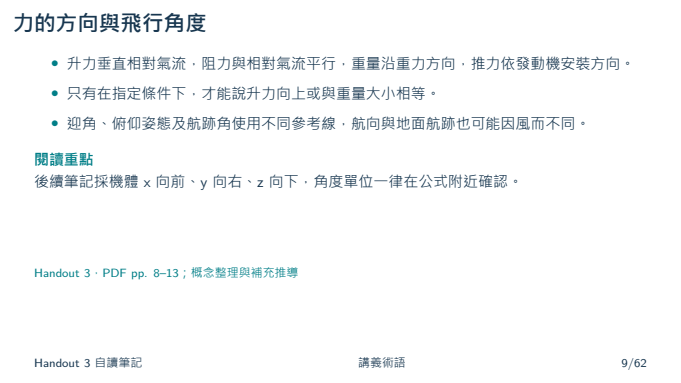 力的方向與飛行角度
• 升力垂直相對氣流，阻力與相對氣流平行，重量沿重力方向，推力依發動機安裝方向。
• 只有在指定條件下，才能說升力向上或與重量大小相等。
• 迎角、俯仰姿態及航跡角使用不同參考線，航向與地面航跡也可能因風而不同。
閱讀重點
後續筆記採機體 x 向前、y 向右、z 向下，角度單位一律在公式附近確認。
Handout 3 · PDF pp. 8–13；概念整理與補充推導
Handout 3 自讀筆記 講義術語 9/62